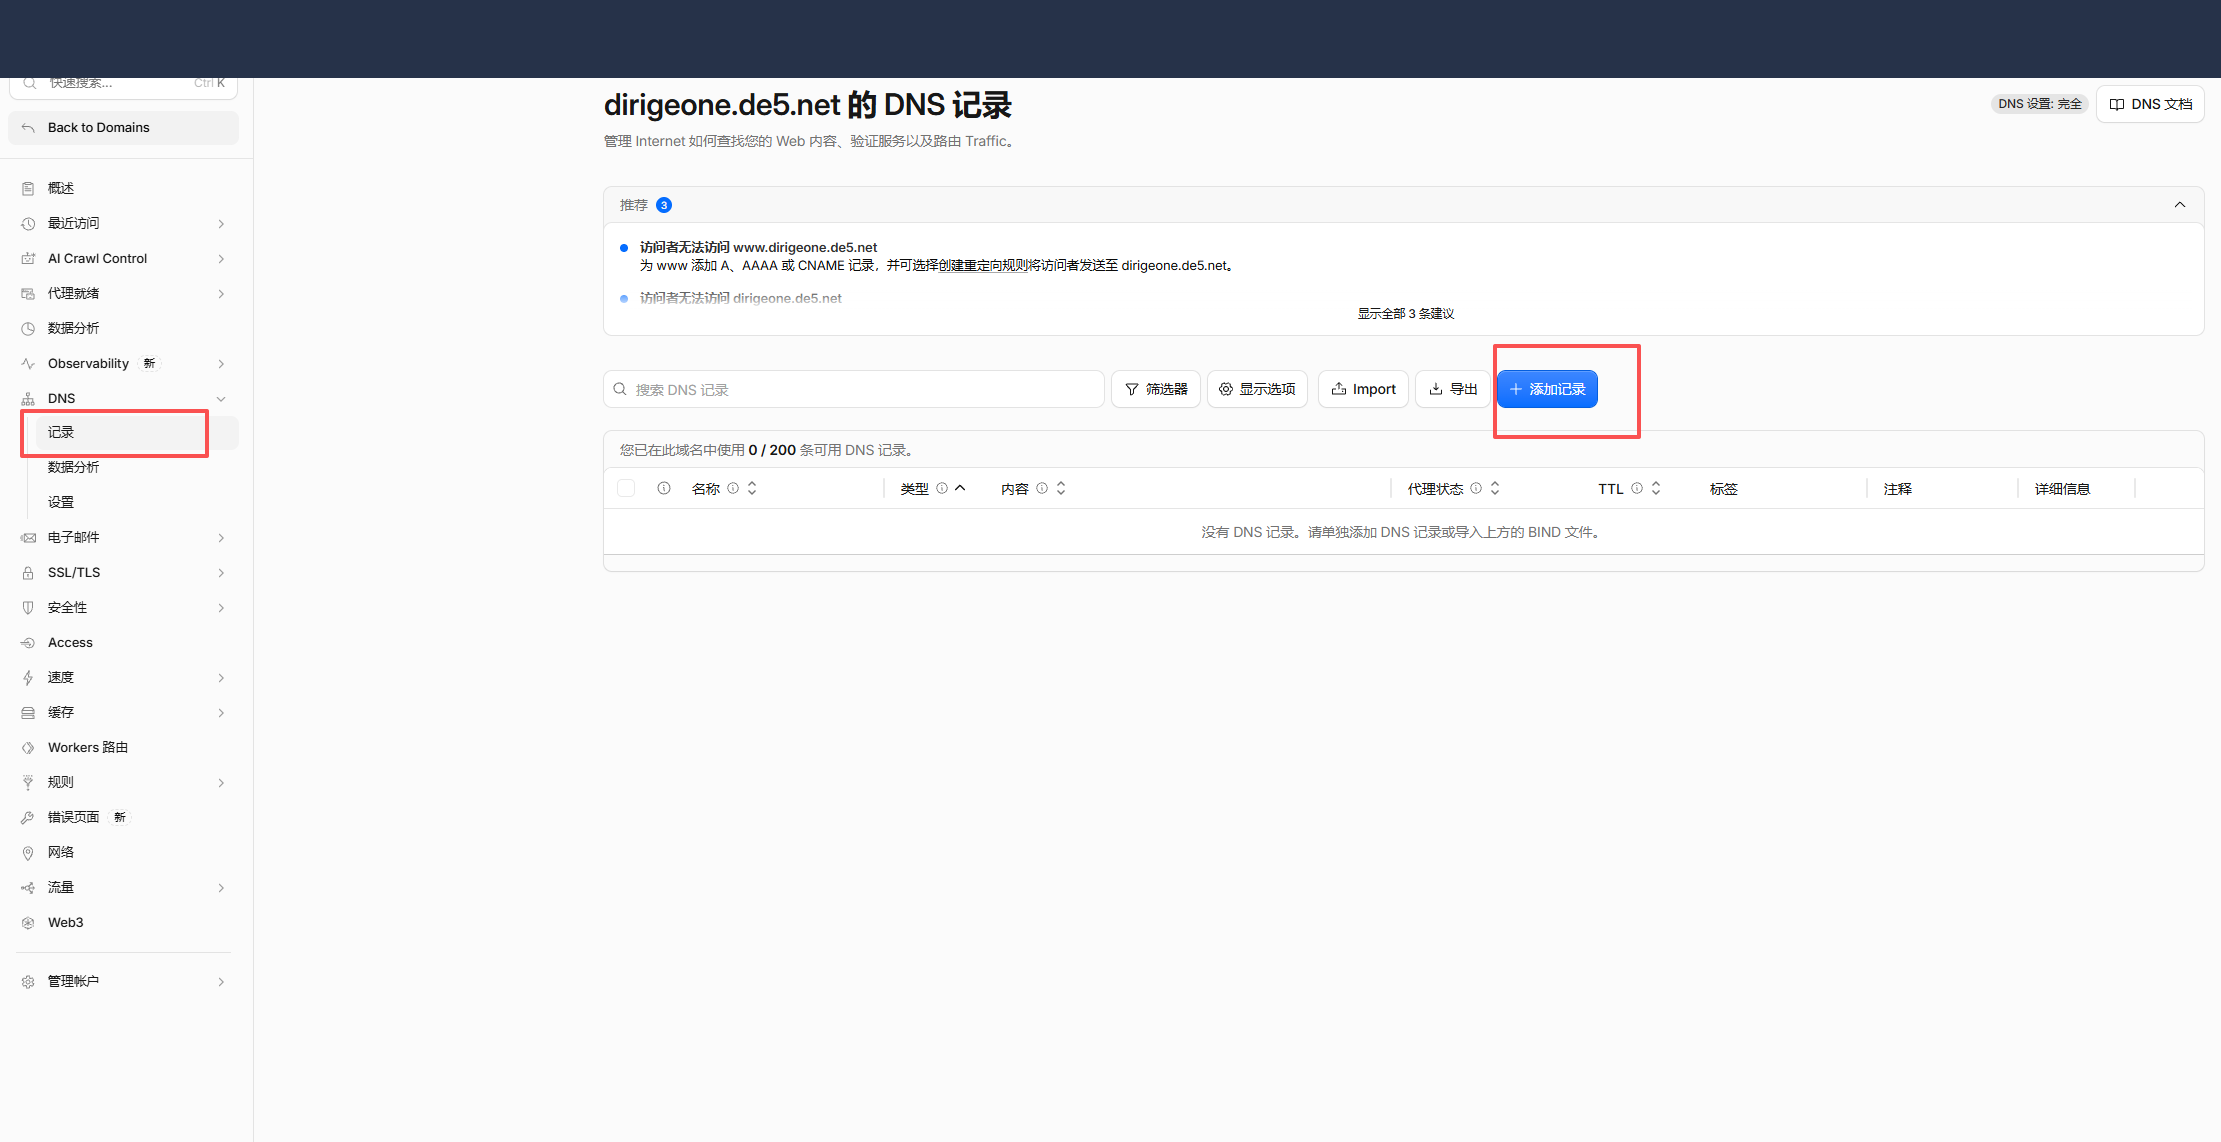 快速搜索... Ctrl K
Back to Domains
概述
最近访问
AI Crawl Control
代理就绪
数据分析
Observability 新
DNS
记录
数据分析
设置
电子邮件
SSL/TLS
安全性
Access
速度
缓存
Workers 路由
规则
错误页面 新
网络
流量
Web3
管理帐户
dirigeone.de5.net 的 DNS 记录
DNS 设置: 完全
DNS 文档
管理 Internet 如何查找您的 Web 内容、验证服务以及路由 Traffic。
推荐 3
访问者无法访问 www.dirigeone.de5.net
为 www 添加 A、AAAA 或 CNAME 记录，并可选择创建重定向规则将访问者发送至 dirigeone.de5.net。
访问者无法访问 dirigeone.de5.net
显示全部 3 条建议
搜索 DNS 记录
筛选器
显示选项
Import
导出
添加记录
您已在此域名中使用 0 / 200 条可用 DNS 记录。
名称 类型 内容 代理状态 TTL 标签 注释 详细信息
没有 DNS 记录。请单独添加 DNS 记录或导入上方的 BIND 文件。